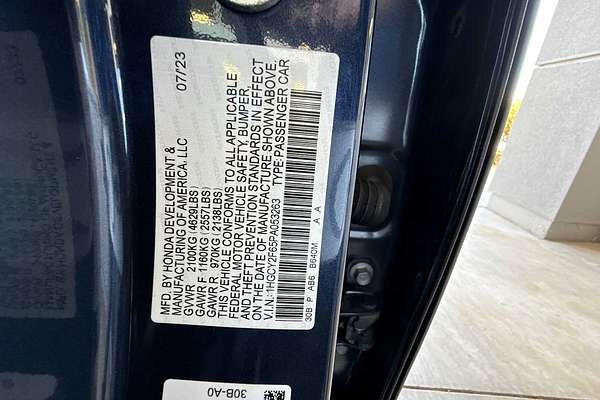 MFD. BY HONDA DEVELOPMENT &
MANUFACTURING OF AMERICA, LLC 07/23
GVWR 2100KG (4629LBS)
GAWR F 1160KG (2557LBS)
GAWR R 970KG (2138LBS)
THIS VEHICLE CONFORMS TO ALL APPLICABLE
FEDERAL MOTOR VEHICLE SAFETY, BUMPER,
AND THEFT PREVENTION STANDARDS IN EFFECT
ON THE DATE OF MANUFACTURE SHOWN ABOVE.
V.I.N.:1HGCY2F65PA053263 TYPE:PASSENGER CAR
30B P AB6 B640M A A
30B-A0